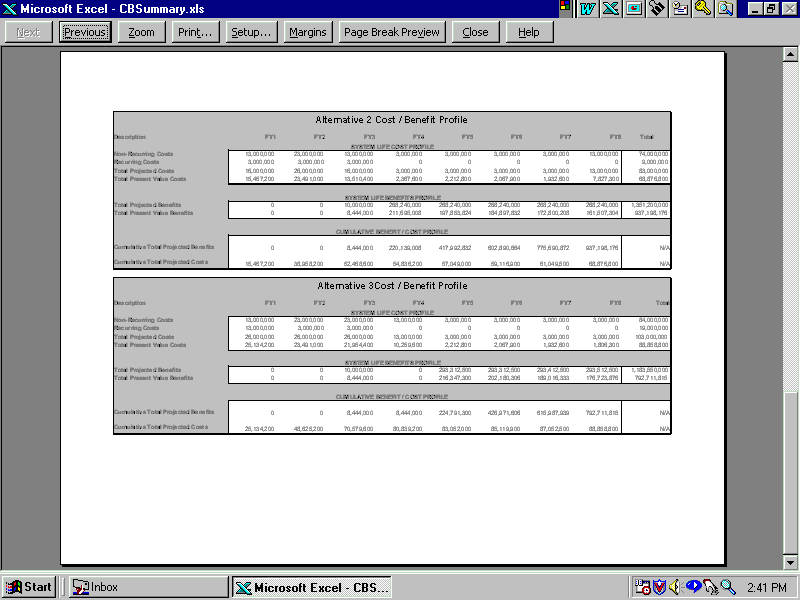 Microsoft Excel - CBSummary.xls
Next Previous Zoom Print... Setup... Margins Page Break Preview Close Help
Alternative 2 Cost / Benefit Profile
Description FY1 FY2 FY3 FY4 FY5 FY6 FY7 FY8 Total
SYSTEM LIFE COST PROFILE
Non-Recurring Costs 13,000,000 23,000,000 13,000,000 3,000,000 3,000,000 3,000,000 3,000,000 13,000,000 74,000,000
Recurring Costs 3,000,000 3,000,000 3,000,000 0 0 0 0 0 9,000,000
Total Projected Costs 16,000,000 26,000,000 16,000,000 3,000,000 3,000,000 3,000,000 3,000,000 13,000,000 83,000,000
Total Present Value Costs 15,467,200 23,491,000 13,510,400 2,367,600 2,212,800 2,067,900 1,932,600 7,827,300 68,876,800
SYSTEM LIFE BENEFITS PROFILE
Total Projected Benefits 0 0 10,000,000 268,240,000 268,240,000 268,240,000 268,240,000 268,240,000 1,351,200,000
Total Present Value Benefits 0 0 8,444,000 211,695,008 197,853,824 184,897,832 172,800,208 161,507,304 937,198,176
CUMULATIVE BENEFIT / COST PROFILE
Cumulative Total Projected Benefits 0 0 8,444,000 220,139,008 417,992,832 602,890,664 775,690,872 937,198,176 N/A
Cumulative Total Projected Costs 15,467,200 38,958,200 52,468,600 54,836,200 57,049,000 59,116,900 61,049,500 68,876,800 N/A
Alternative 3Cost / Benefit Profile
Description FY1 FY2 FY3 FY4 FY5 FY6 FY7 FY8 Total
SYSTEM LIFE COST PROFILE
Non-Recurring Costs 23,000,000 23,000,000 23,000,000 13,000,000 3,000,000 3,000,000 3,000,000 3,000,000 84,000,000
Recurring Costs 3,000,000 3,000,000 3,000,000 0 0 0 0 0 19,000,000
Total Projected Costs 26,000,000 26,000,000 26,000,000 13,000,000 3,000,000 3,000,000 3,000,000 3,000,000 103,000,000
Total Present Value Costs 25,134,200 23,491,000 21,954,400 10,259,600 2,212,800 2,067,900 1,932,600 1,806,300 88,858,800
SYSTEM LIFE BENEFITS PROFILE
Total Projected Benefits 0 0 10,000,000 0 293,312,500 293,312,500 293,412,500 293,512,500
Total Present Value Benefits 0 0 8,444,000 0 216,347,300 202,180,306 189,016,333 176,723,876 792,711,815
CUMULATIVE BENEFIT / COST PROFILE
Cumulative Total Projected Benefits 0 0 8,444,000 8,444,000 224,791,300 426,971,606 615,987,939 792,711,815 N/A
Cumulative Total Projected Costs 25,134,200 48,625,200 70,579,600 80,839,200 83,052,000 85,119,900 87,052,500 88,858,800 N/A
Start Inbox Microsoft Excel - CBS... 2:41 PM